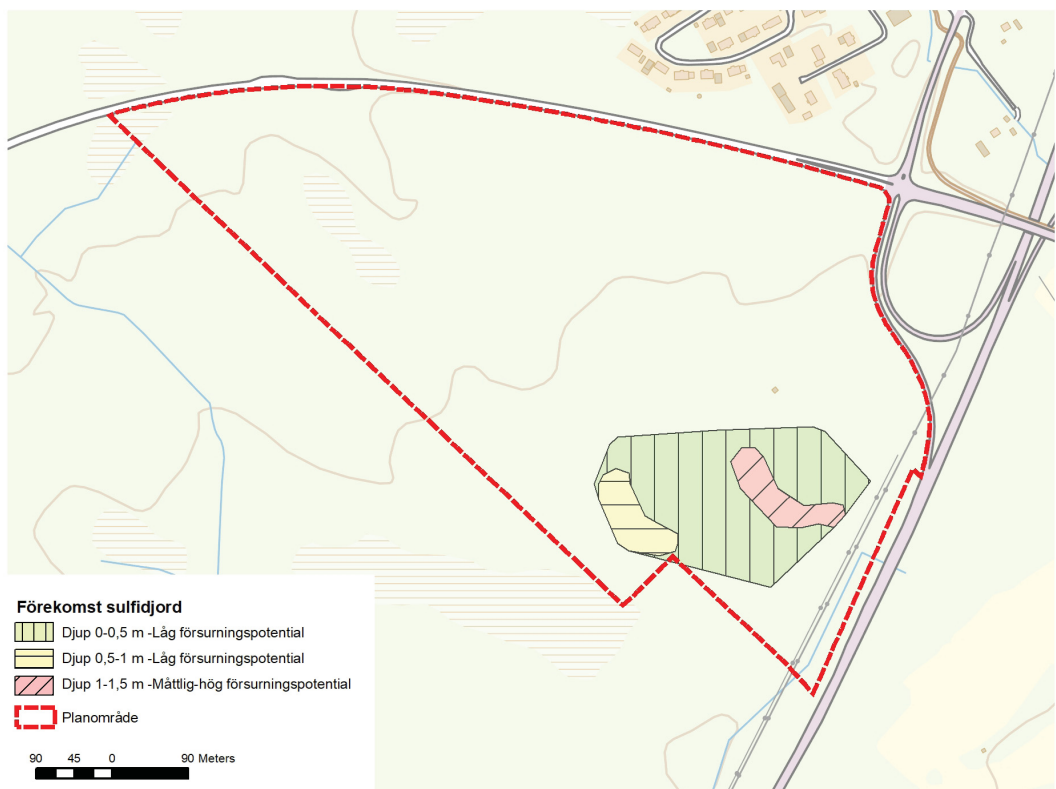 Förekomst sulfidjord
Djup 0-0,5 m -Låg försurningspotential
Djup 0,5-1 m -Låg försurningspotential
Djup 1-1,5 m -Måttlig-hög försurningspotential
Planområde
90 45 0 90 Meters